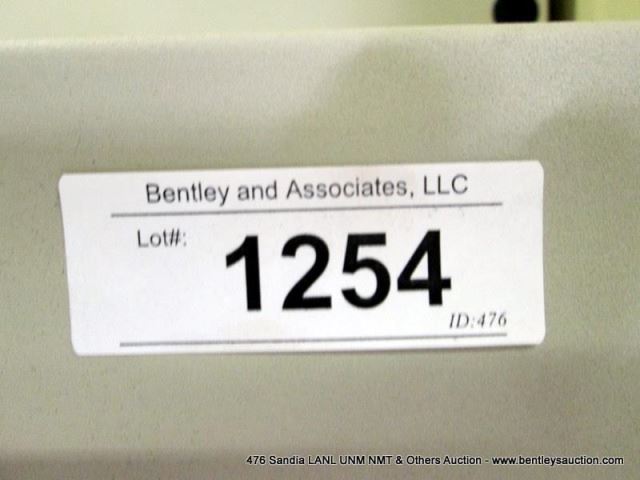 Bentley and Associates, LLC
Lot#:
1254
ID:476
476 Sandia LANL UNM NMT & Others Auction - www.bentleysauction.com